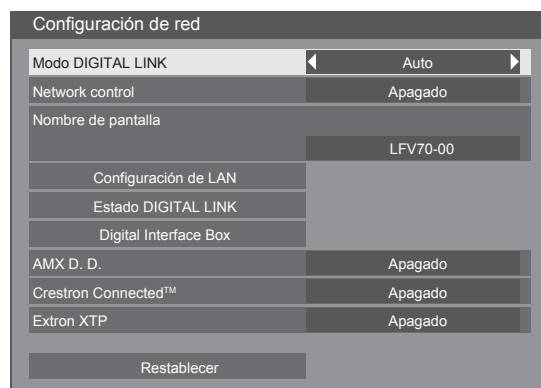 Configuración de red
Modo DIGITAL LINK Auto
Network control Apagado
Nombre de pantalla
LFV70-00
Configuración de LAN
Estado DIGITAL LINK
Digital Interface Box
AMX D. D. Apagado
Crestron Connected™ Apagado
Extron XTP Apagado
Restablecer